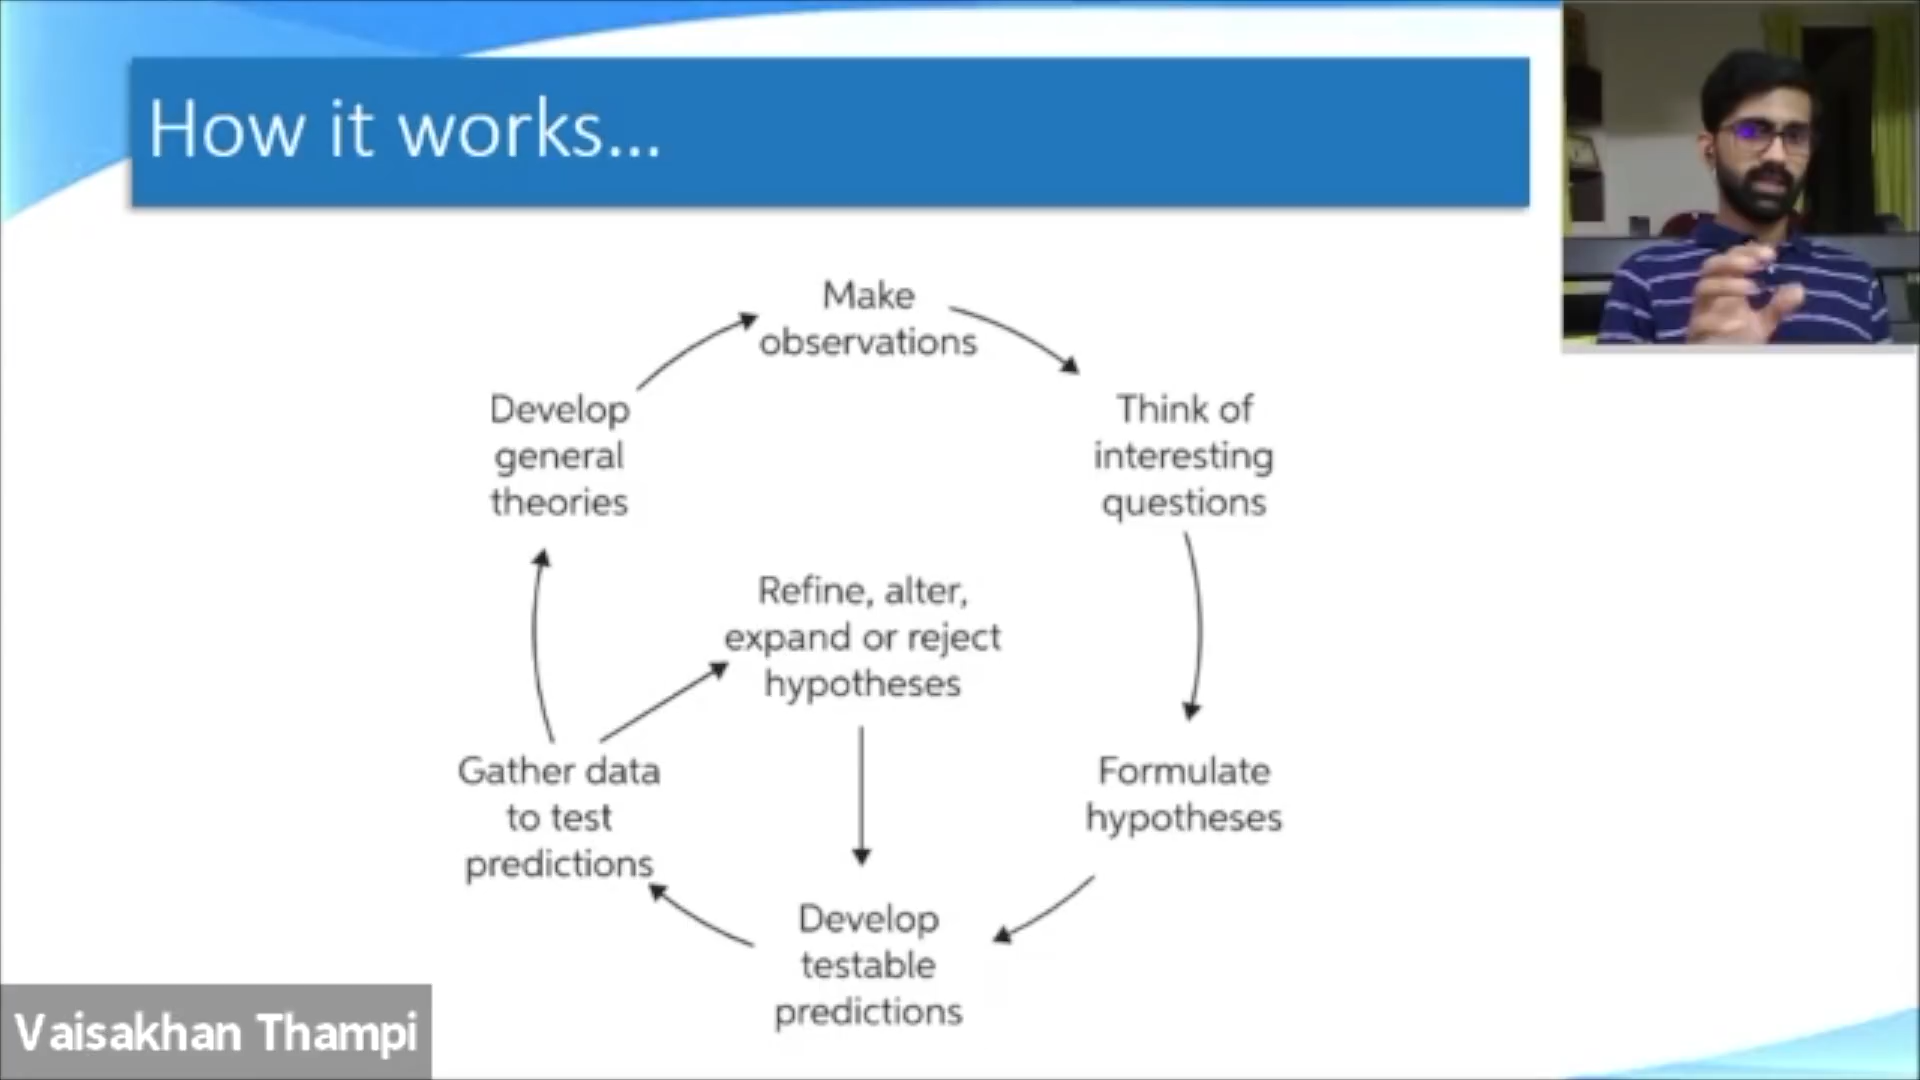 How it works...
Make
observations
Think of
interesting
questions
Formulate
hypotheses
Develop
testable
predictions
Gather data
to test
predictions
Develop
general
theories
Refine, alter,
expand or reject
hypotheses
Vaisakhan Thampi